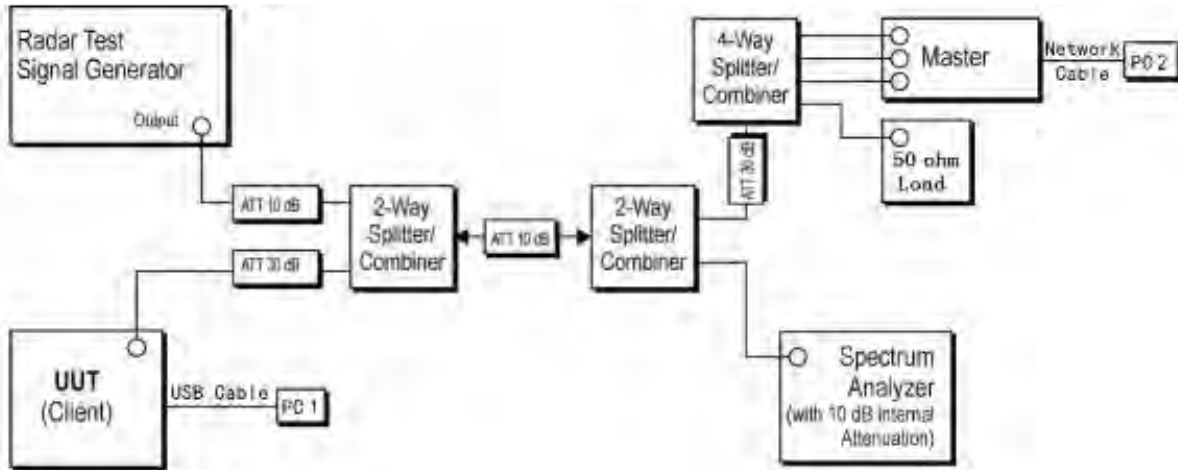 Radar Test
Signal Generator
Output
ATT 10 dB
2-Way
Splitter/
Combiner
ATT 30 dB
ATT 10 dB
2-Way
Splitter/
Combiner
4-Way
Splitter/
Combiner
ATT 30 dB
Master
Network
Cable
PC 2
50 ohm
Load
UUT
(Client)
USB Cable
PC 1
Spectrum
Analyzer
(with 10 dB Internal
Attenuation)